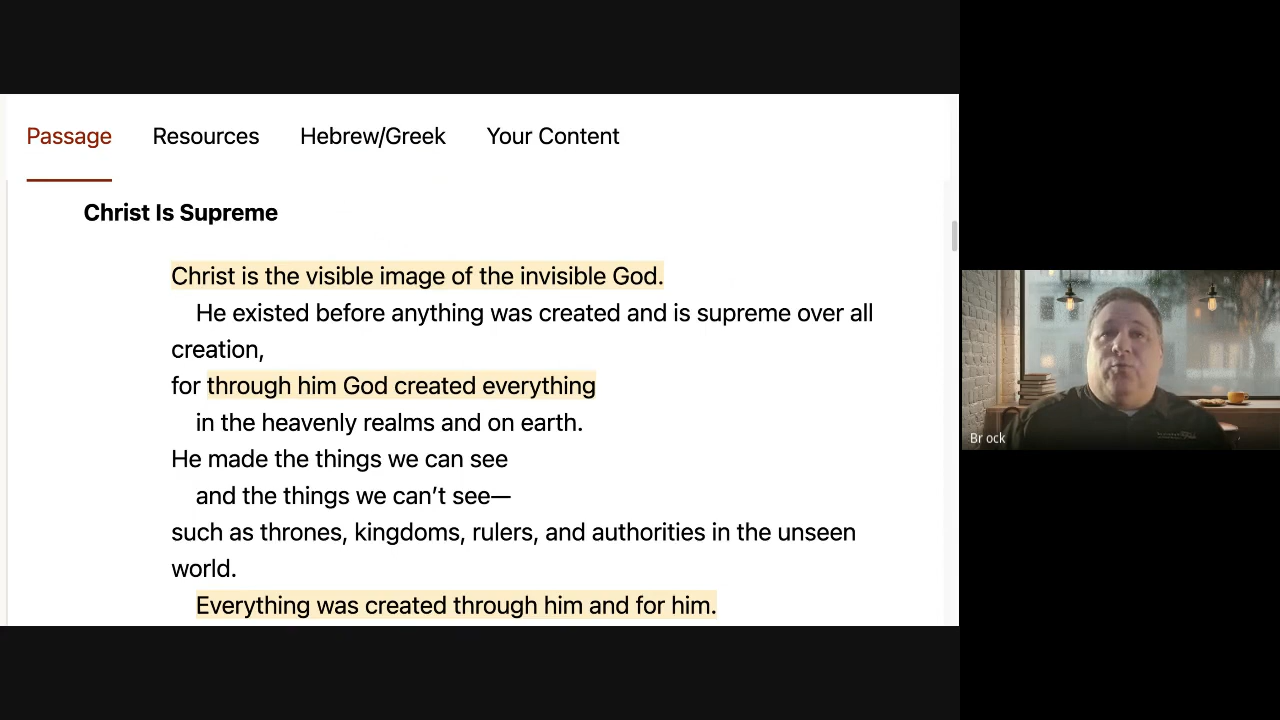 Passage Resources Hebrew/Greek Your Content
Christ Is Supreme
Christ is the visible image of the invisible God.
He existed before anything was created and is supreme over all
creation,
for through him God created everything
in the heavenly realms and on earth.
He made the things we can see
and the things we can’t see—
such as thrones, kingdoms, rulers, and authorities in the unseen
world.
Everything was created through him and for him.
Br ock